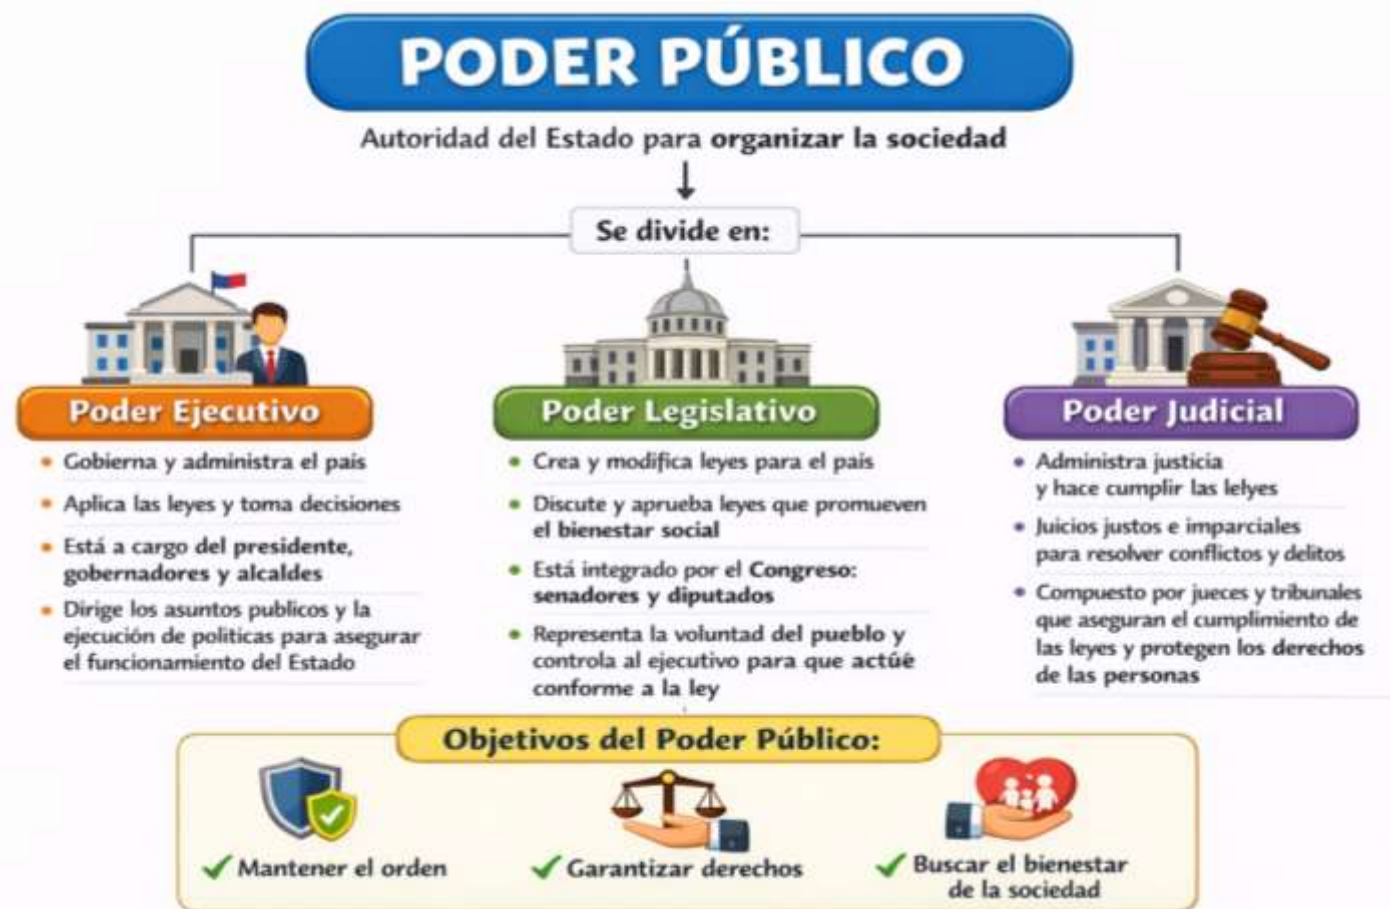 PODER PÚBLICO
Autoridad del Estado para organizar la sociedad
Se divide en:
Poder Ejecutivo
• Gobierna y administra el país
• Aplica las leyes y toma decisiones
• Está a cargo del presidente,
gobernadores y alcaldes
• Dirige los asuntos publicos y la
ejecución de politicas para asegurar
el funcionamiento del Estado
Poder Legislativo
• Crea y modifica leyes para el país
• Discute y aprueba leyes que promueven
el bienestar social
• Está integrado por el Congreso:
senadores y diputados
• Representa la voluntad del pueblo y
controla al ejecutivo para que actúé
conforme a la ley
Poder Judicial
• Administra justicia
y hace cumplir las lelyes
• Juicios justos e imparciales
para resolver conflictos y delitos
• Compuesto por jueces y tribunales
que aseguran el cumplimiento de
las leyes y protegen los derechos
de las personas
Objetivos del Poder Público:
Mantener el orden
Garantizar derechos
Buscar el bienestar
de la sociedad